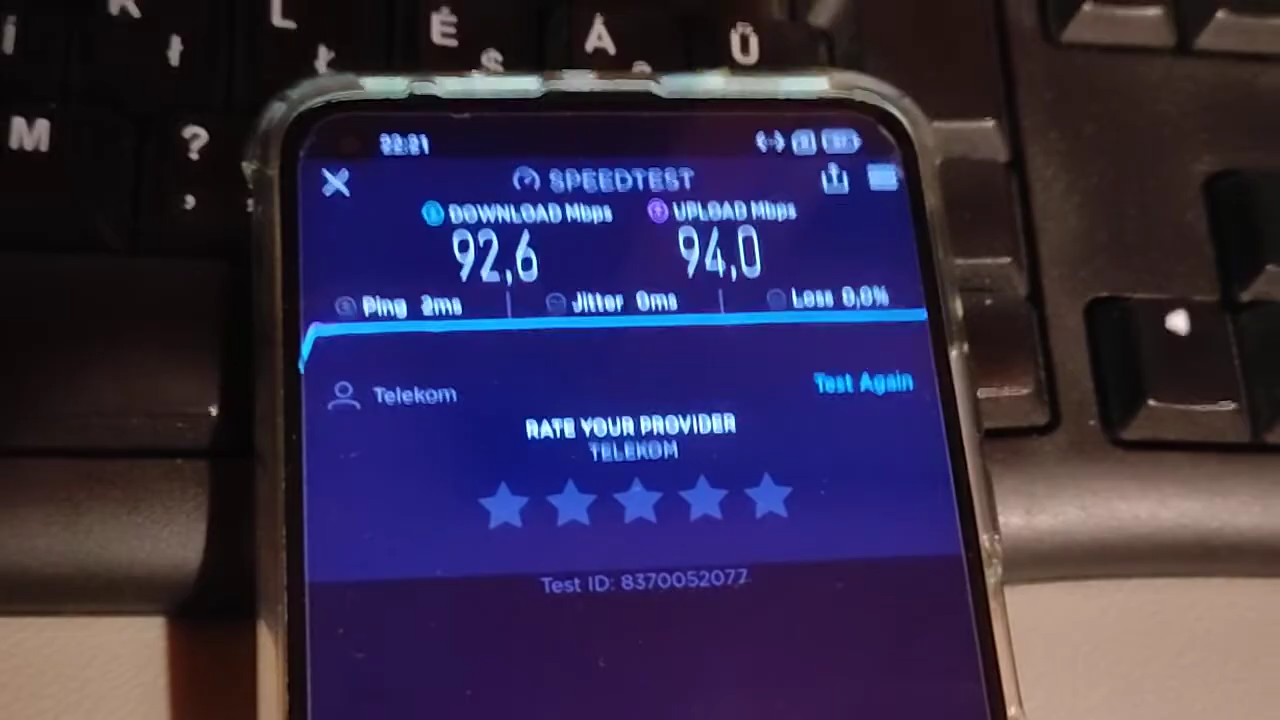 L É Á Ű
Í ł Ł $
M ?
,
22:21
SPEEDTEST
DOWNLOAD Mbps UPLOAD Mbps
92,6 94,0
Ping 2ms Jitter 0ms Loss 0,0%
Telekom Test Again
RATE YOUR PROVIDER
TELEKOM
Test ID: 8370052077